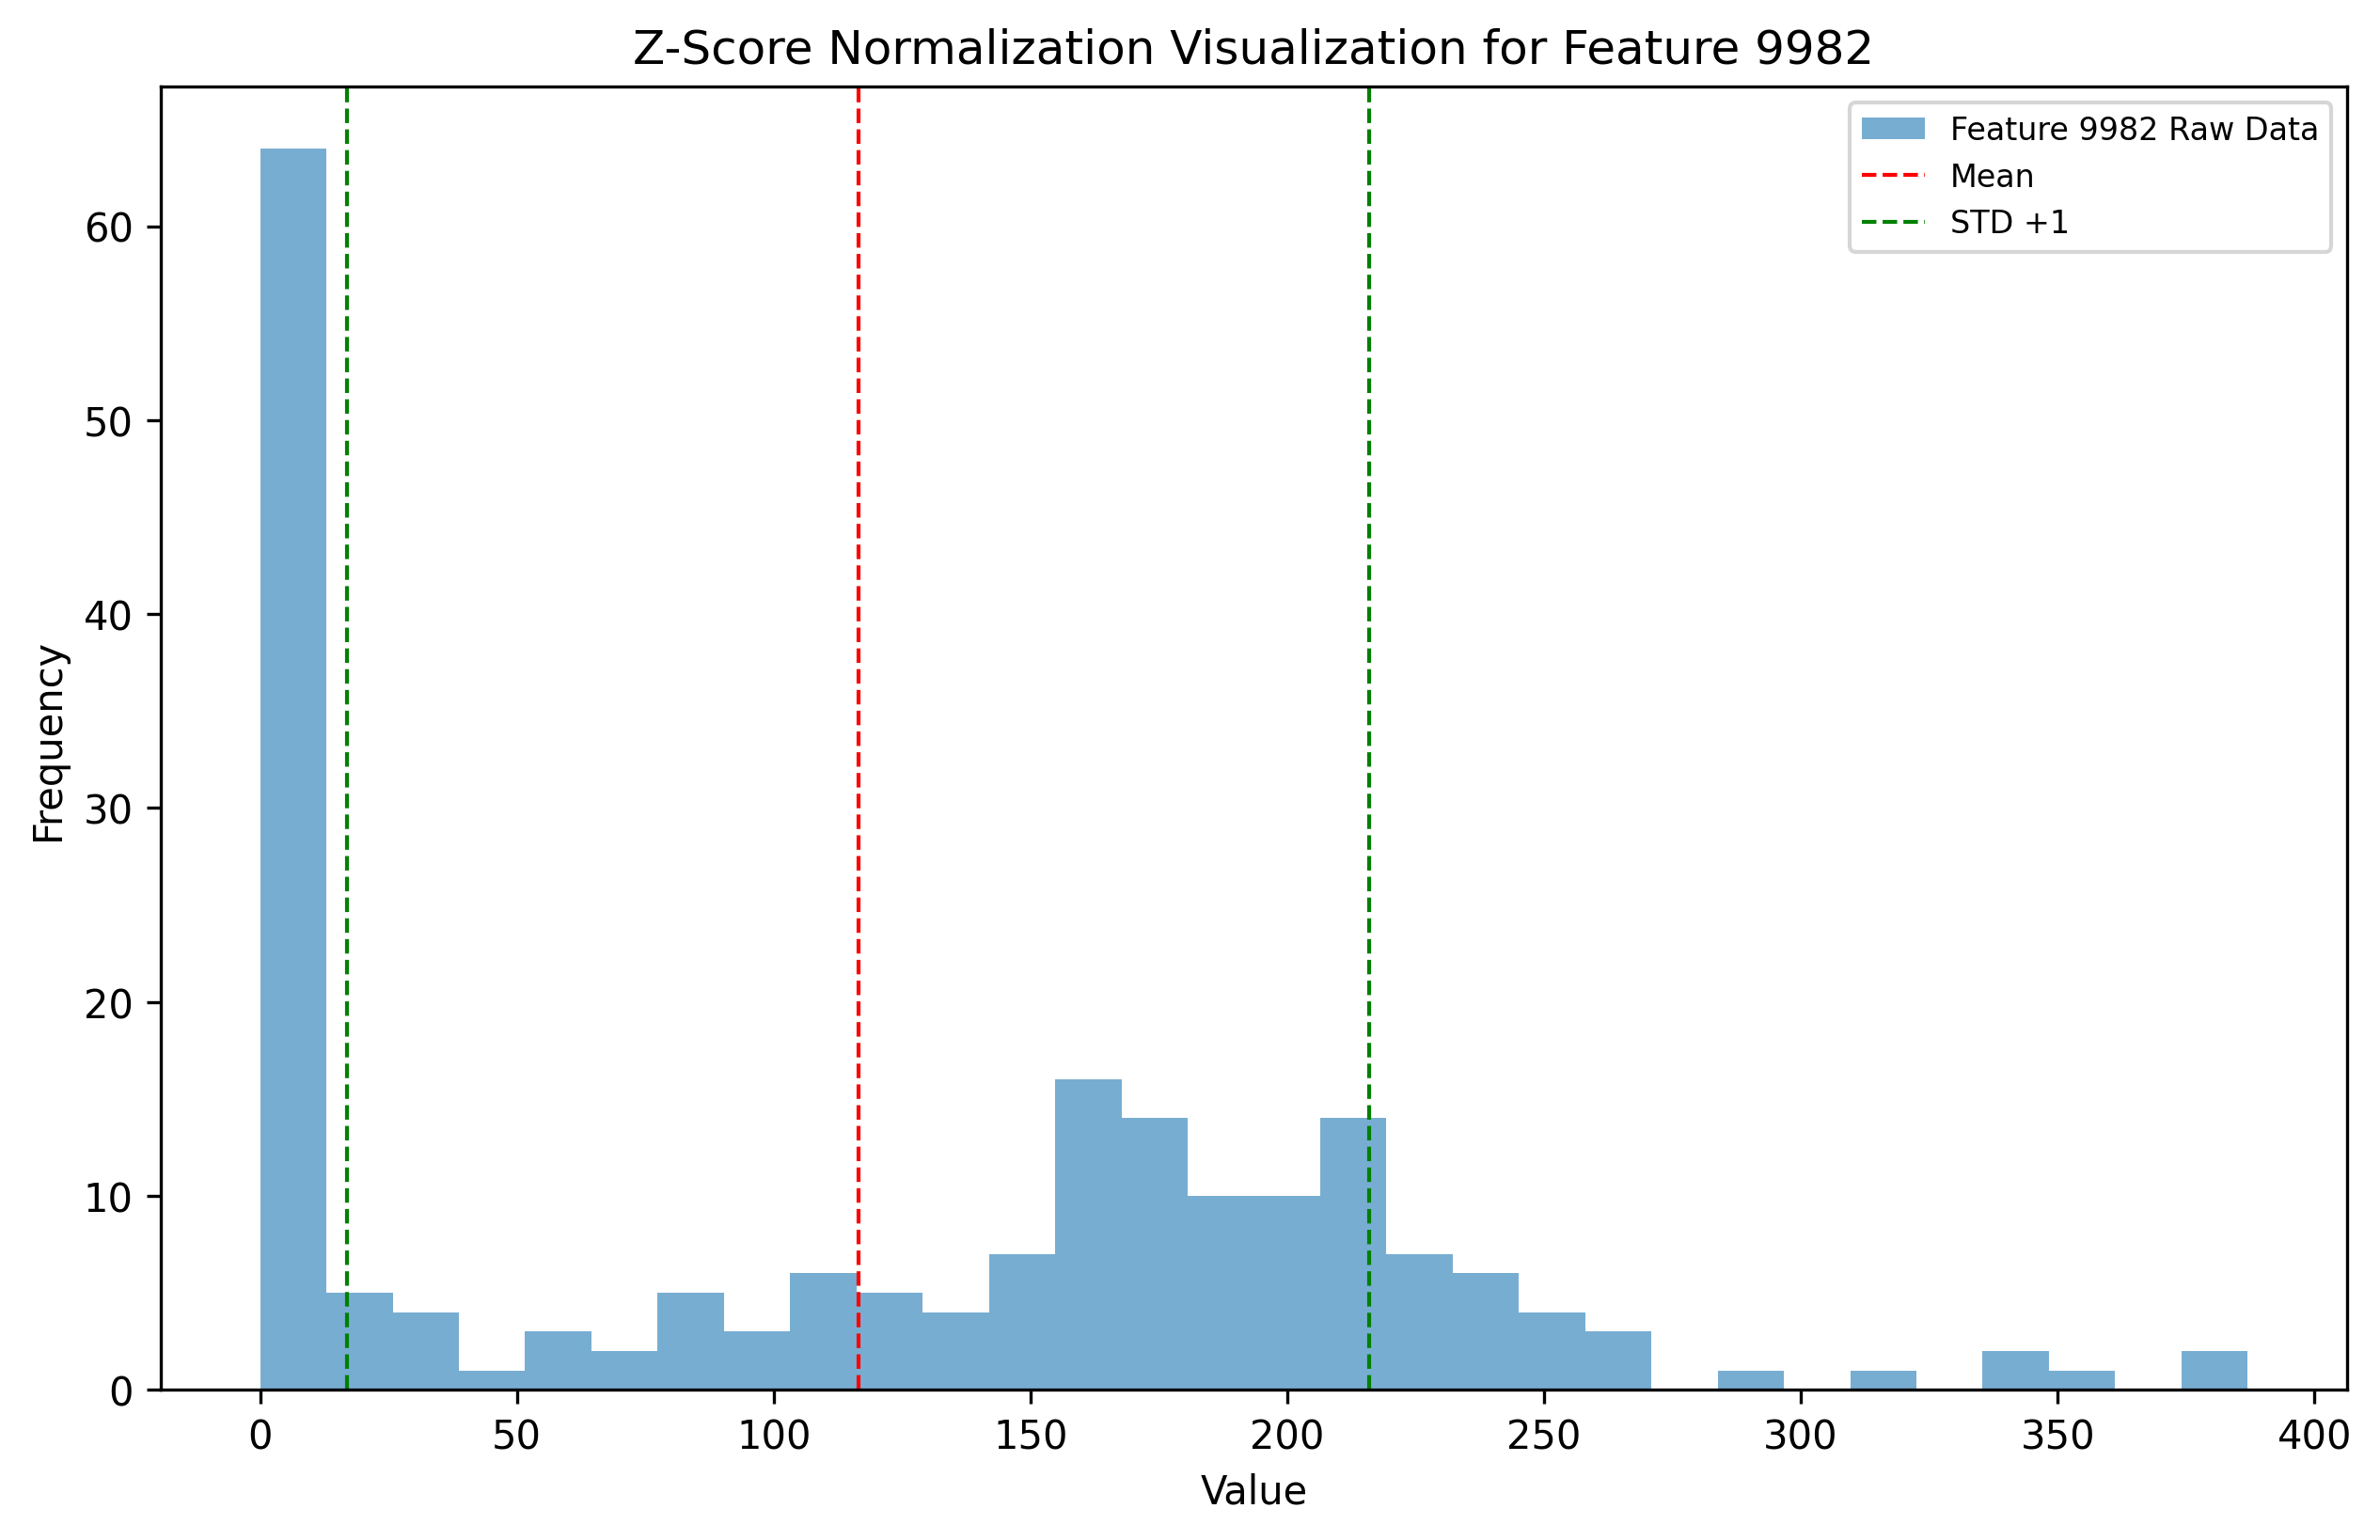 Z-Score Normalization Visualization for Feature 9982
Feature 9982 Raw Data
Mean
STD +1
60
50
40
30
20
10
0
Frequency
0 50 100 150 200 250 300 350 400
Value